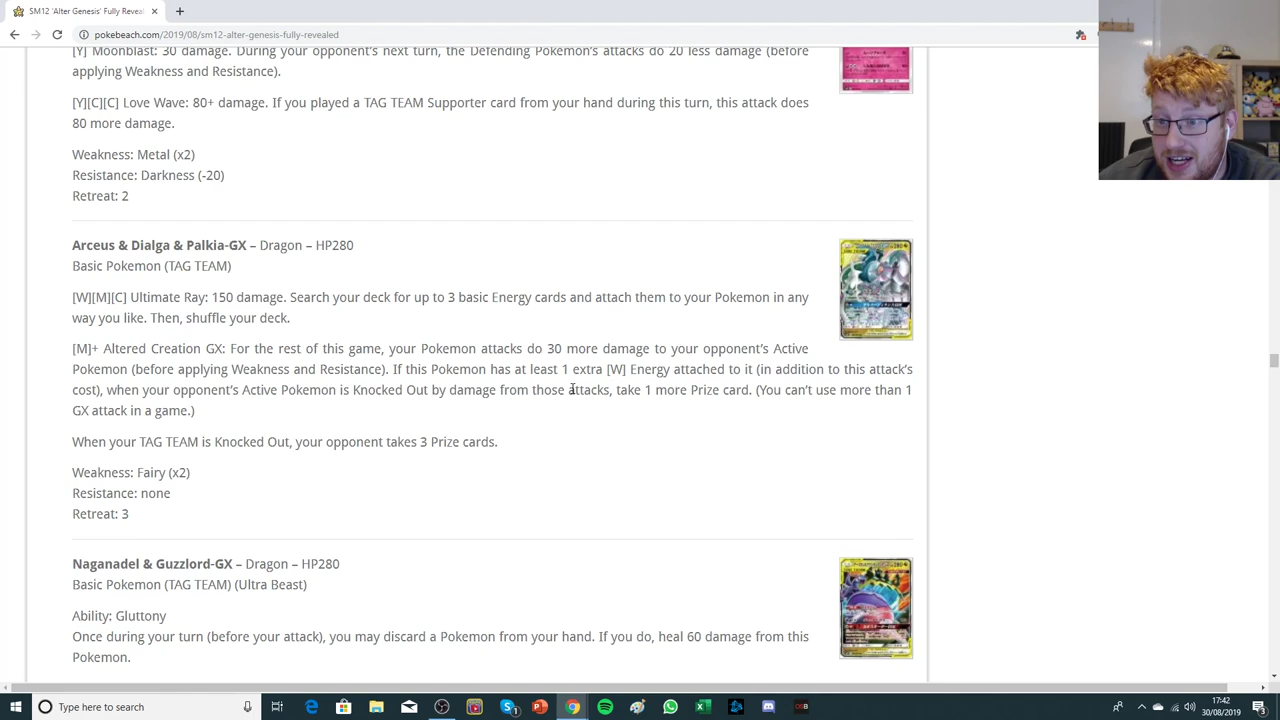 SM12 'Alter Genesis' Fully Reveal
pokebeach.com/2019/08/sm12-alter-genesis-fully-revealed
[Y] Moonblast: 30 damage. During your opponent's next turn, the Defending Pokemon's attacks do 20 less damage (before
applying Weakness and Resistance).
[Y][C][C] Love Wave: 80+ damage. If you played a TAG TEAM Supporter card from your hand during this turn, this attack does
80 more damage.
Weakness: Metal (x2)
Resistance: Darkness (-20)
Retreat: 2
Arceus & Dialga & Palkia-GX – Dragon – HP280
Basic Pokemon (TAG TEAM)
[W][M][C] Ultimate Ray: 150 damage. Search your deck for up to 3 basic Energy cards and attach them to your Pokemon in any
way you like. Then, shuffle your deck.
[M]+ Altered Creation GX: For the rest of this game, your Pokemon attacks do 30 more damage to your opponent's Active
Pokemon (before applying Weakness and Resistance). If this Pokemon has at least 1 extra [W] Energy attached to it (in addition to this attack's
cost), when your opponent's Active Pokemon is Knocked Out by damage from those attacks, take 1 more Prize card. (You can't use more than 1
GX attack in a game.)
When your TAG TEAM is Knocked Out, your opponent takes 3 Prize cards.
Weakness: Fairy (x2)
Resistance: none
Retreat: 3
Naganadel & Guzzlord-GX – Dragon – HP280
Basic Pokemon (TAG TEAM) (Ultra Beast)
Ability: Gluttony
Once during your turn (before your attack), you may discard a Pokemon from your hand. If you do, heal 60 damage from this
Pokemon.
Type here to search
17:42
30/08/2019